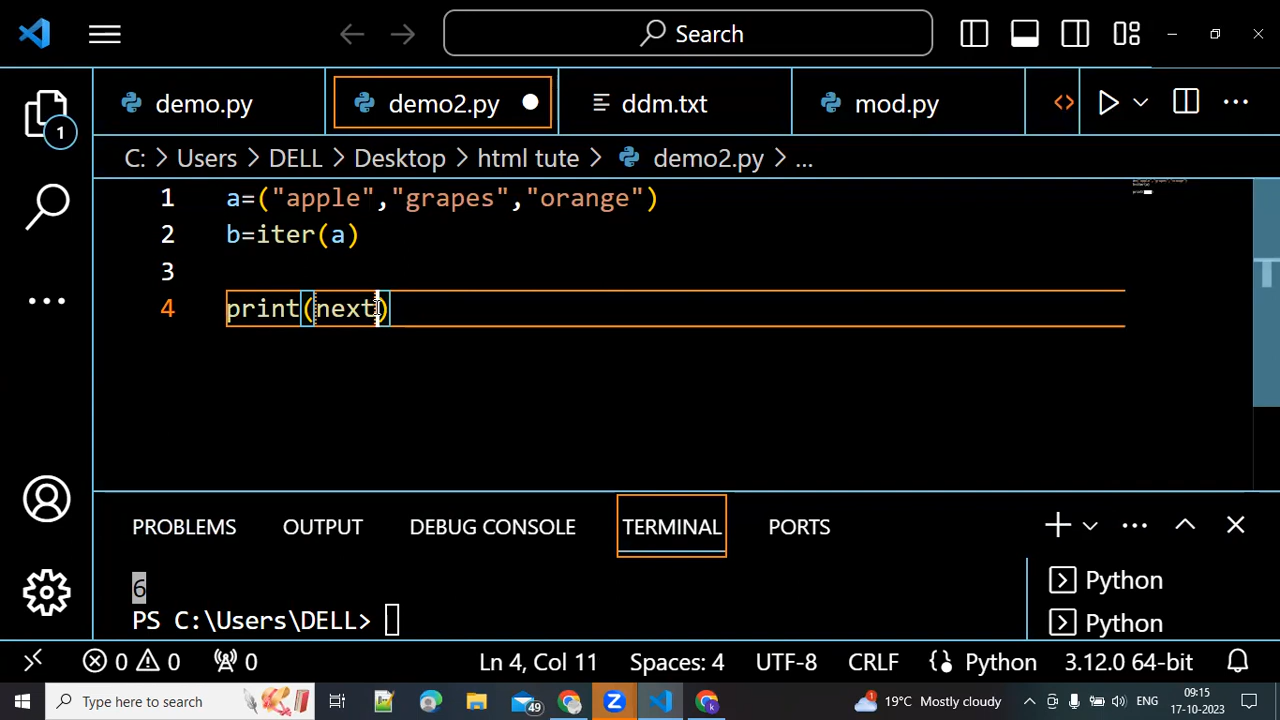 Search
demo.py
demo2.py
ddm.txt
mod.py
1
C: > Users > DELL > Desktop > html tute > demo2.py > ...
1 a=("apple","grapes","orange")
2 b=iter(a)
3
4 print(next)
PROBLEMS OUTPUT DEBUG CONSOLE TERMINAL PORTS
6
PS C:\Users\DELL>
Python
Python
0 0 0 Ln 4, Col 11 Spaces: 4 UTF-8 CRLF Python 3.12.0 64-bit
Type here to search 49 1 19°C Mostly cloudy ENG 09:15
17-10-2023